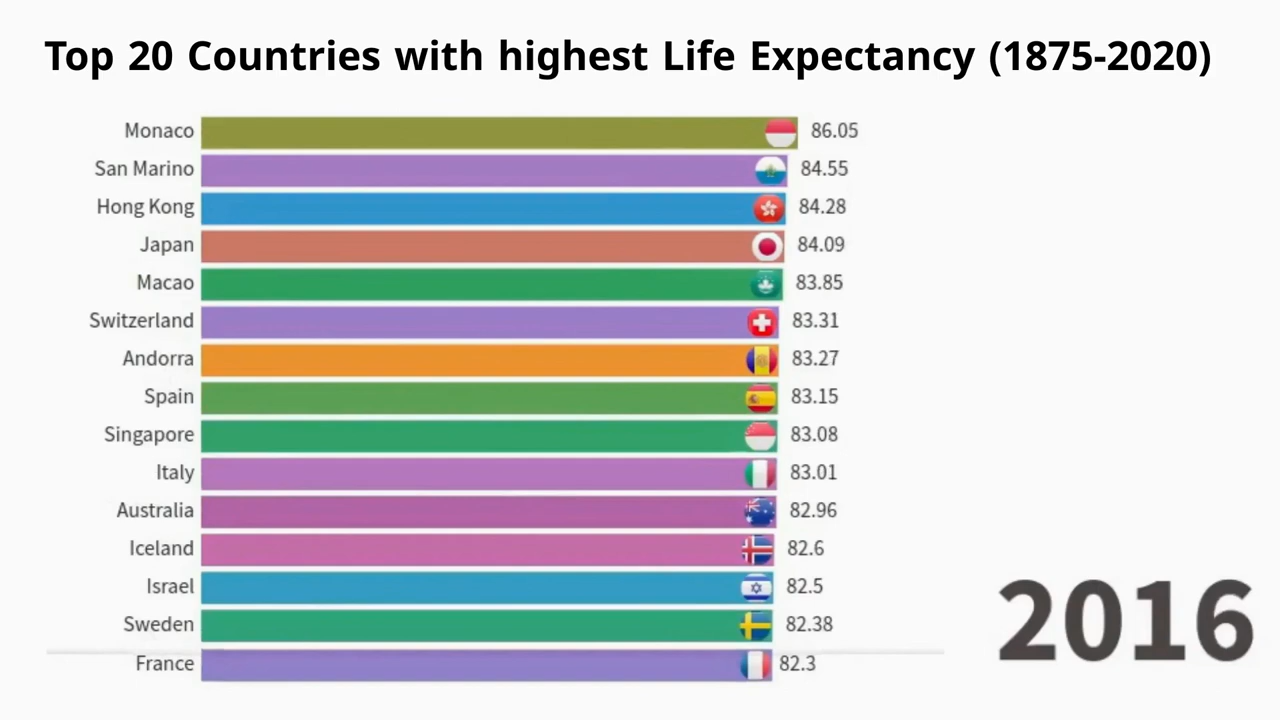 Top 20 Countries with highest Life Expectancy (1875-2020)
Monaco 86.05
San Marino 84.55
Hong Kong 84.28
Japan 84.09
Macao 83.85
Switzerland 83.31
Andorra 83.27
Spain 83.15
Singapore 83.08
Italy 83.01
Australia 82.96
Iceland 82.6
Israel 82.5
Sweden 82.38
France 82.3
2016